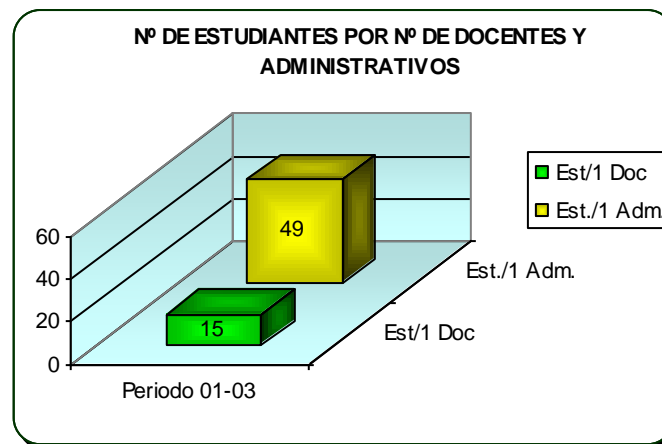 Nº DE ESTUDIANTES POR Nº DE DOCENTES Y
ADMINISTRATIVOS
60
40
20
0
49
15
Periodo 01-03
Est/1 Doc
Est./1 Adm.
Est/1 Doc
Est./1 Adm.